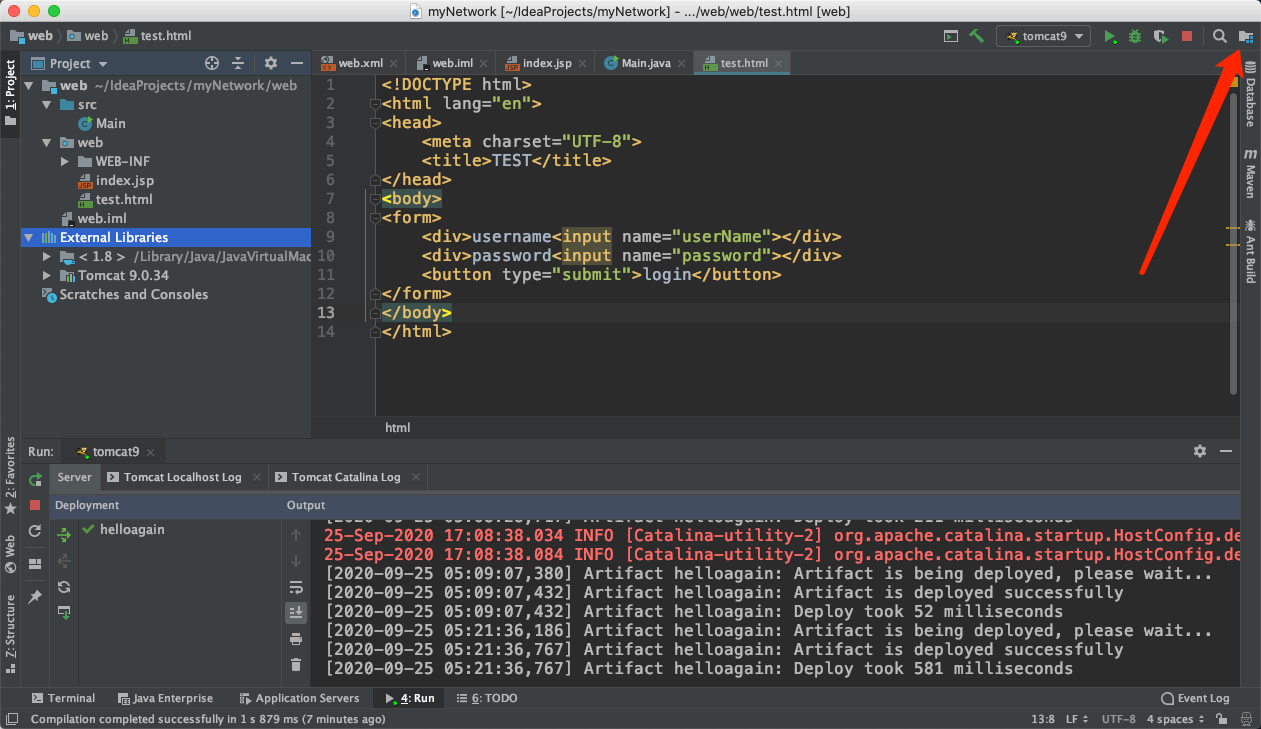 myNetwork [~/IdeaProjects/myNetwork] - .../web/web/test.html [web]
web web test.html tomcat9
1: Project
Project
web ~/IdeaProjects/myNetwork/web
src
Main
web
WEB-INF
index.jsp
test.html
web.iml
External Libraries
< 1.8 > /Library/Java/JavaVirtualMac
Tomcat 9.0.34
Scratches and Consoles
web.xml web.iml index.jsp Main.java test.html
1 <!DOCTYPE html>
2 <html lang="en">
3 <head>
4 <meta charset="UTF-8">
5 <title>TEST</title>
6 </head>
7 <body>
8 <form>
9 <div>username<input name="userName"></div>
10 <div>password<input name="password"></div>
11 <button type="submit">login</button>
12 </form>
13 </body>
14 </html>
html
Database
Maven
Ant Build
2: Favorites
Web
Z: Structure
Run: tomcat9
Server Tomcat Localhost Log Tomcat Catalina Log
Deployment Output
helloagain
25-Sep-2020 17:08:38.034 INFO [Catalina-utility-2] org.apache.catalina.startup.HostConfig.de
25-Sep-2020 17:08:38.084 INFO [Catalina-utility-2] org.apache.catalina.startup.HostConfig.de
[2020-09-25 05:09:07,380] Artifact helloagain: Artifact is being deployed, please wait...
[2020-09-25 05:09:07,432] Artifact helloagain: Artifact is deployed successfully
[2020-09-25 05:09:07,432] Artifact helloagain: Deploy took 52 milliseconds
[2020-09-25 05:21:36,186] Artifact helloagain: Artifact is being deployed, please wait...
[2020-09-25 05:21:36,767] Artifact helloagain: Artifact is deployed successfully
[2020-09-25 05:21:36,767] Artifact helloagain: Deploy took 581 milliseconds
Terminal Java Enterprise Application Servers 4: Run 6: TODO Event Log
Compilation completed successfully in 1 s 879 ms (7 minutes ago) 13:8 LF UTF-8 4 spaces